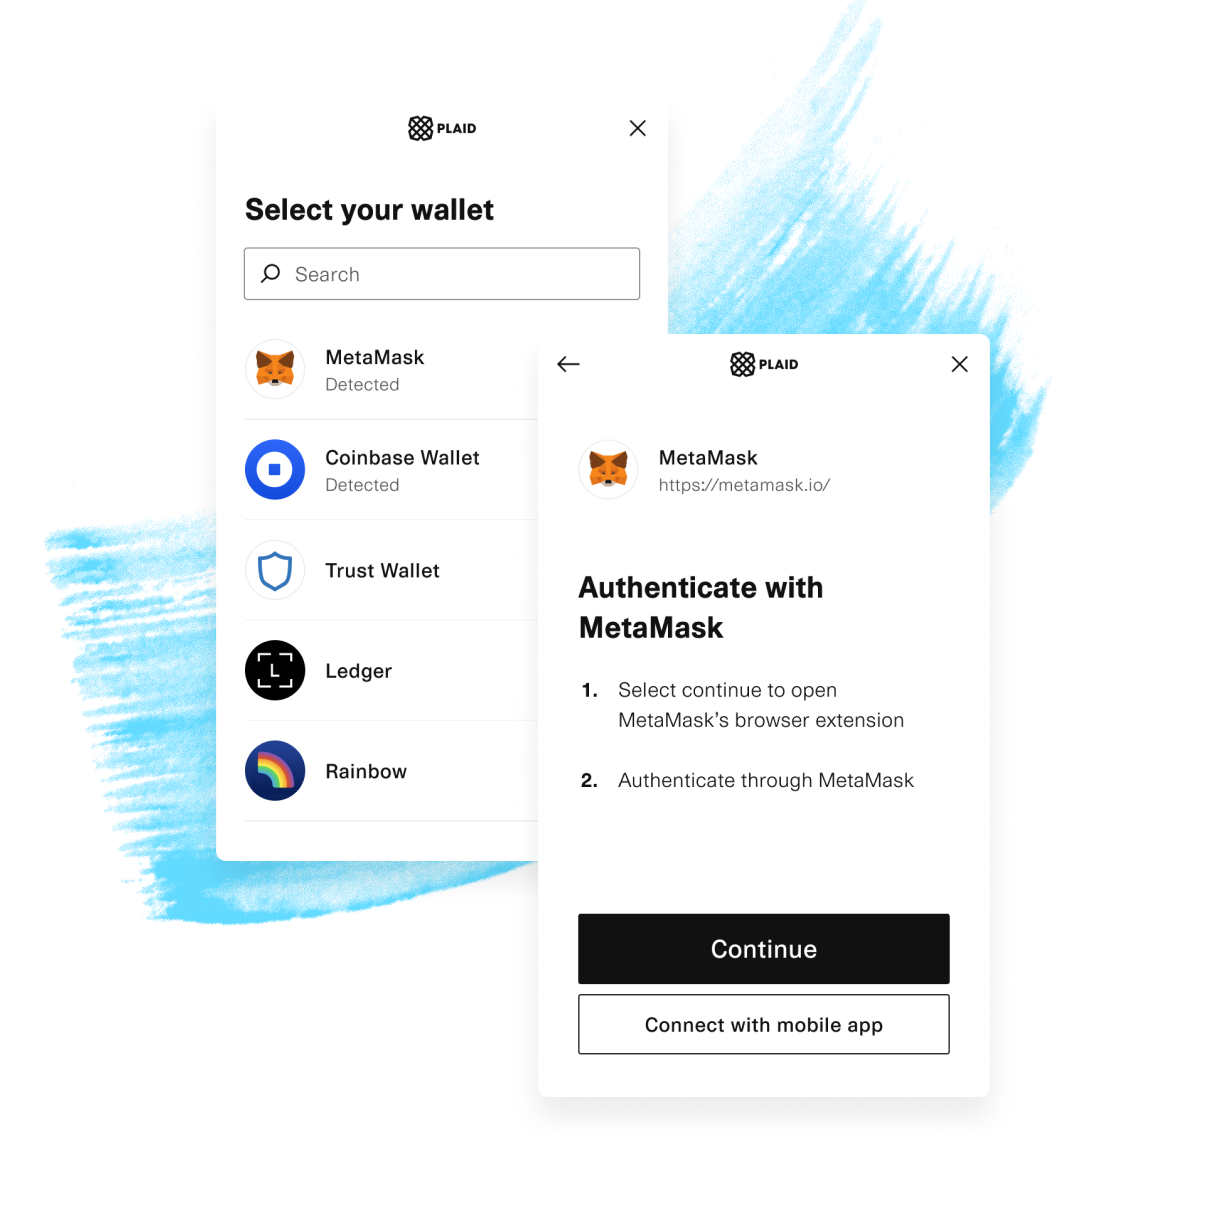 PLAID
Select your wallet
Search
MetaMask
Detected
Coinbase Wallet
Detected
Trust Wallet
L
Ledger
Rainbow
PLAID
MetaMask
https://metamask.io/
Authenticate with
MetaMask
1. Select continue to open
MetaMask’s browser extension
2. Authenticate through MetaMask
Continue
Connect with mobile app